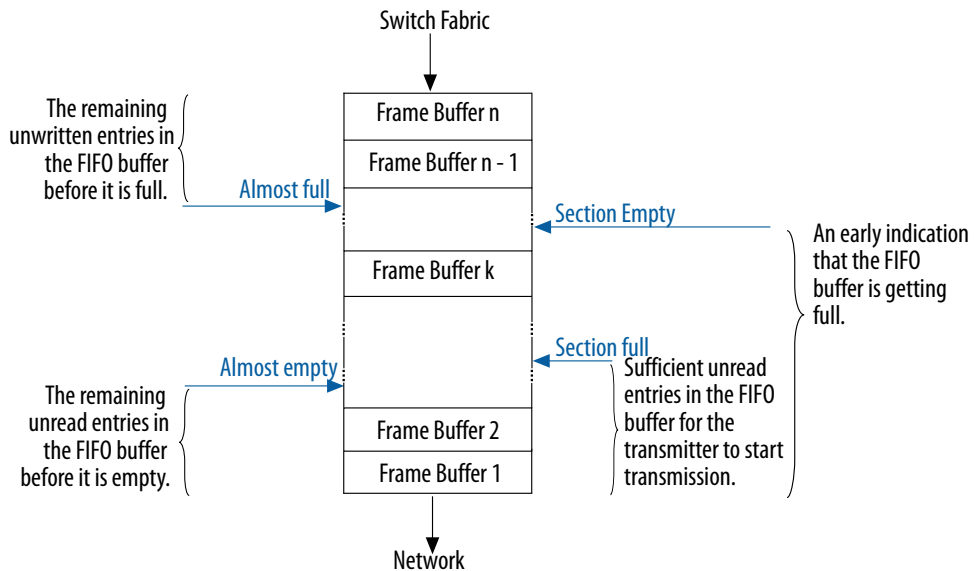 Switch Fabric
Frame Buffer n
The remaining
unwritten entries in
the FIFO buffer
before it is full.
Frame Buffer n - 1
Almost full
Section Empty
An early indication
that the FIFO
buffer is getting
full.
Frame Buffer k
Section full
Almost empty
Sufficient unread
entries in the FIFO
buffer for the
transmitter to start
transmission.
The remaining
unread entries in
the FIFO buffer
before it is empty.
Frame Buffer 2
Frame Buffer 1
Network